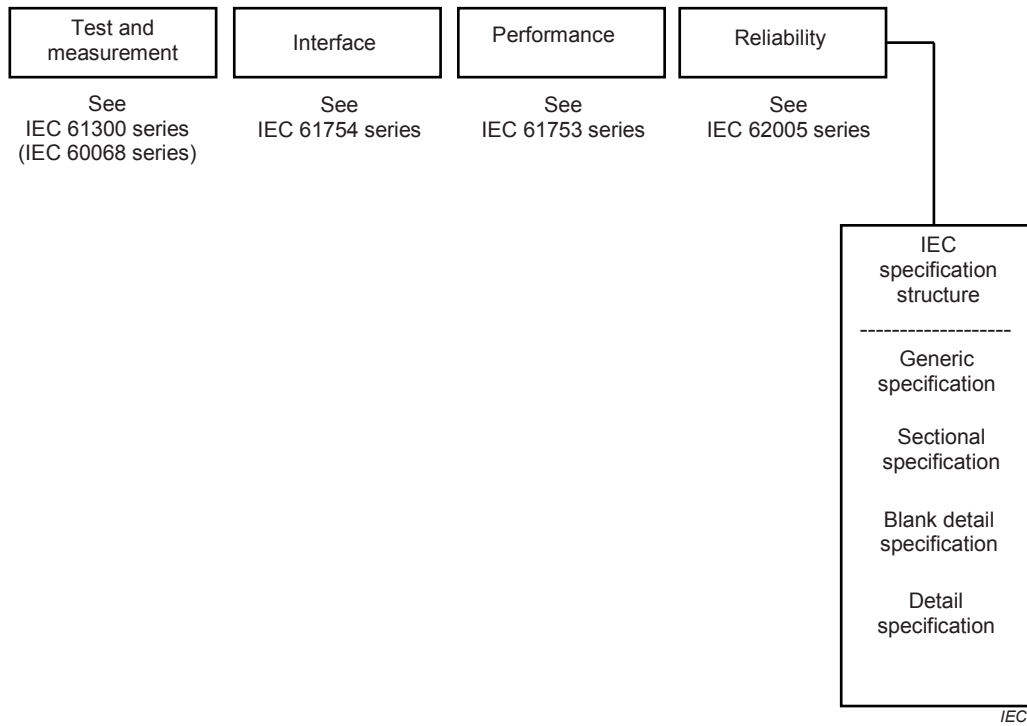 Test and
measurement
Interface
Performance
Reliability
See
IEC 61300 series
(IEC 60068 series)
See
IEC 61754 series
See
IEC 61753 series
See
IEC 62005 series
IEC
specification
structure
-------------------
Generic
specification
Sectional
specification
Blank detail
specification
Detail
specification
IEC